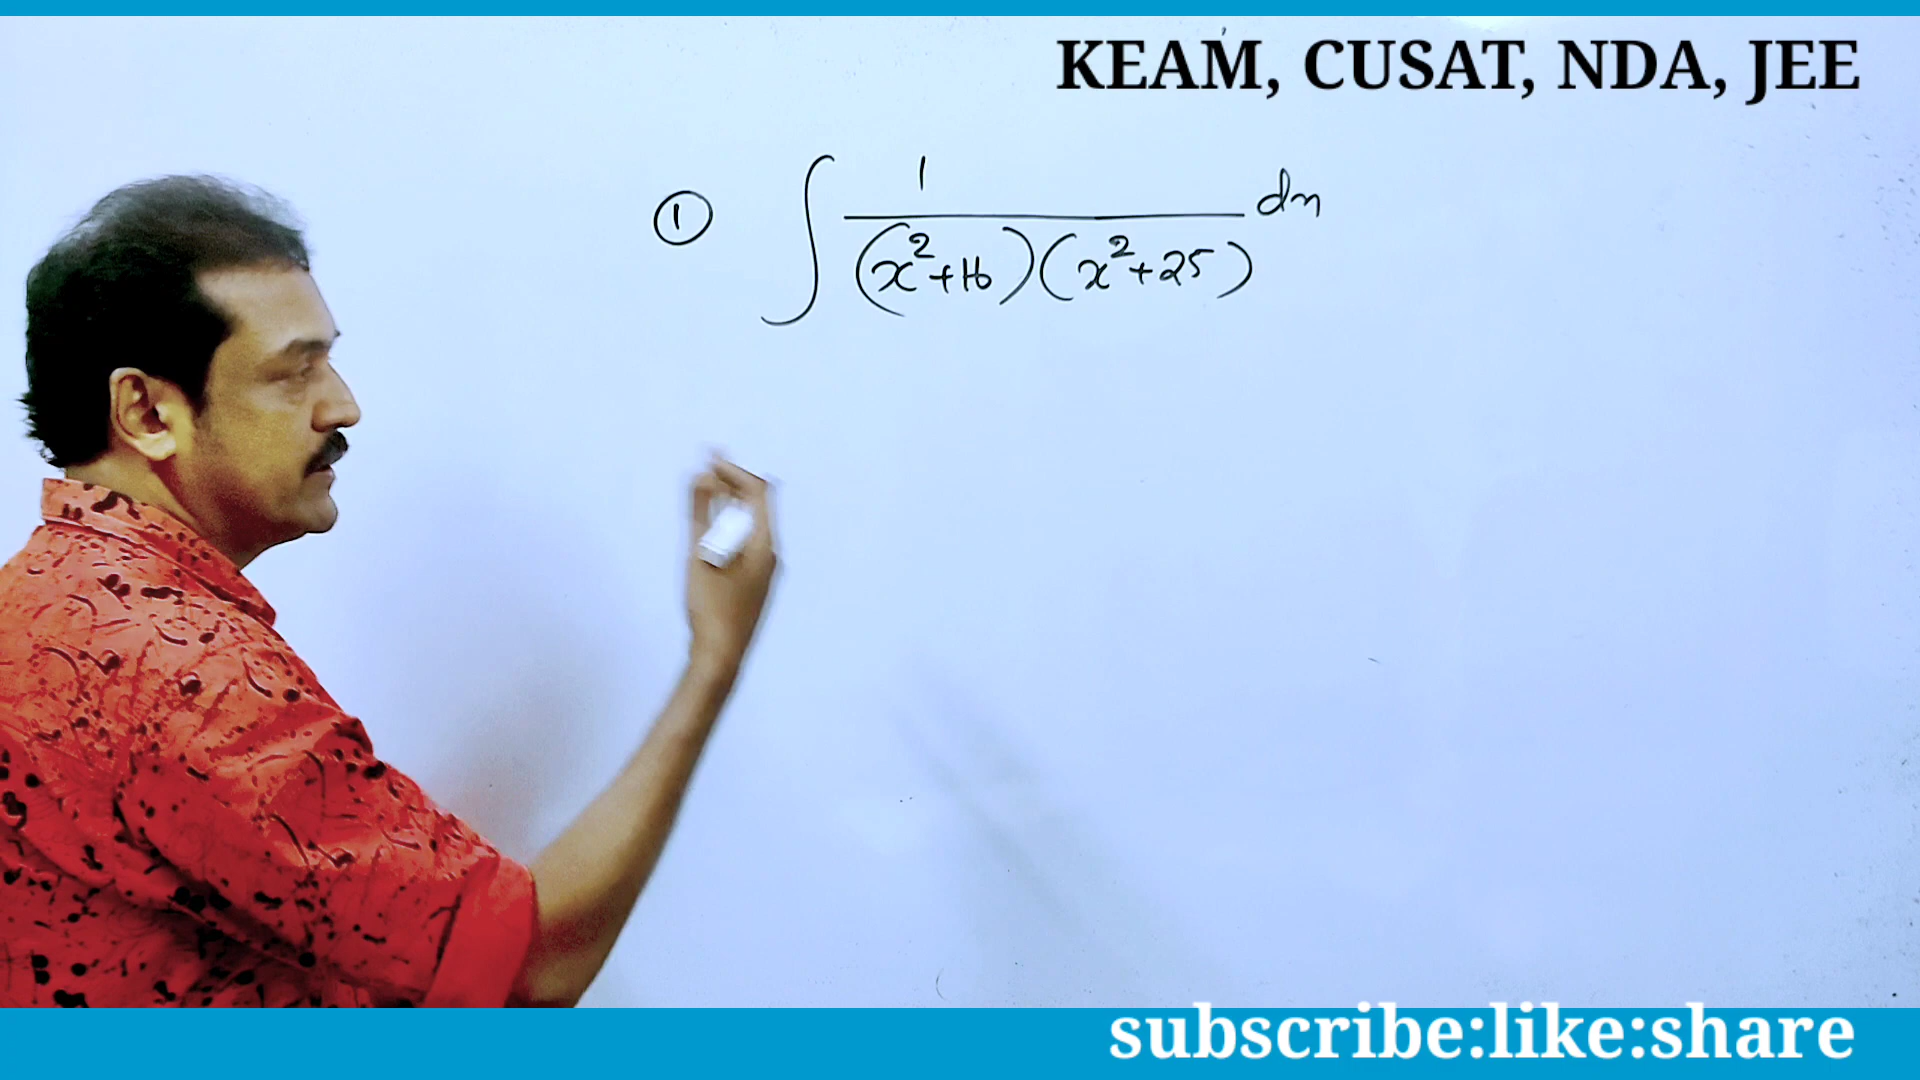 KEAM, CUSAT, NDA, JEE
① ∫ 1/((x²+16)(x²+25)) dx
subscribe:like:share